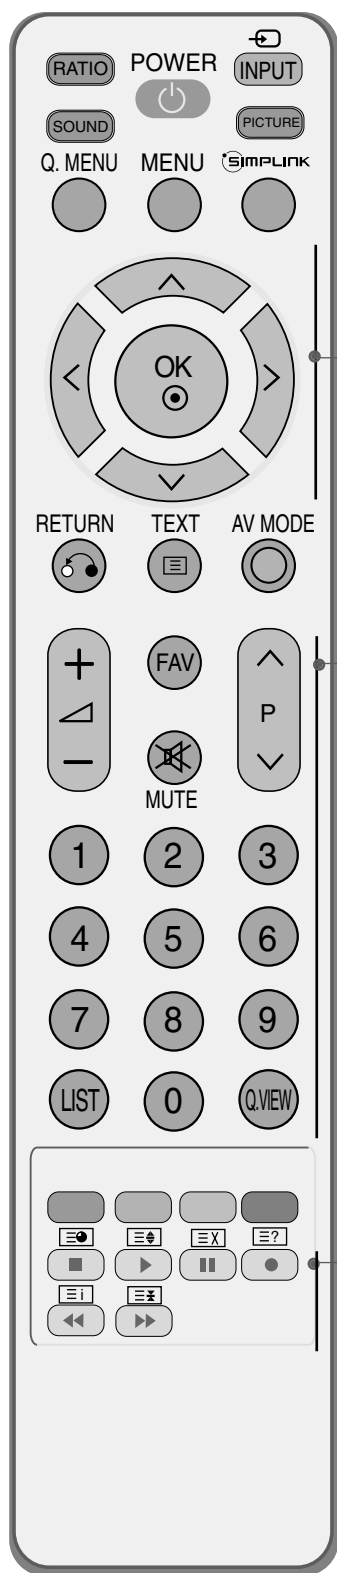 RATIO POWER INPUT
SOUND PICTURE
Q. MENU MENU SIMPLINK
OK
RETURN TEXT AV MODE
+ FAV
P
-
MUTE
1 2 3
4 5 6
7 8 9
LIST 0 Q.VIEW
X ?
i